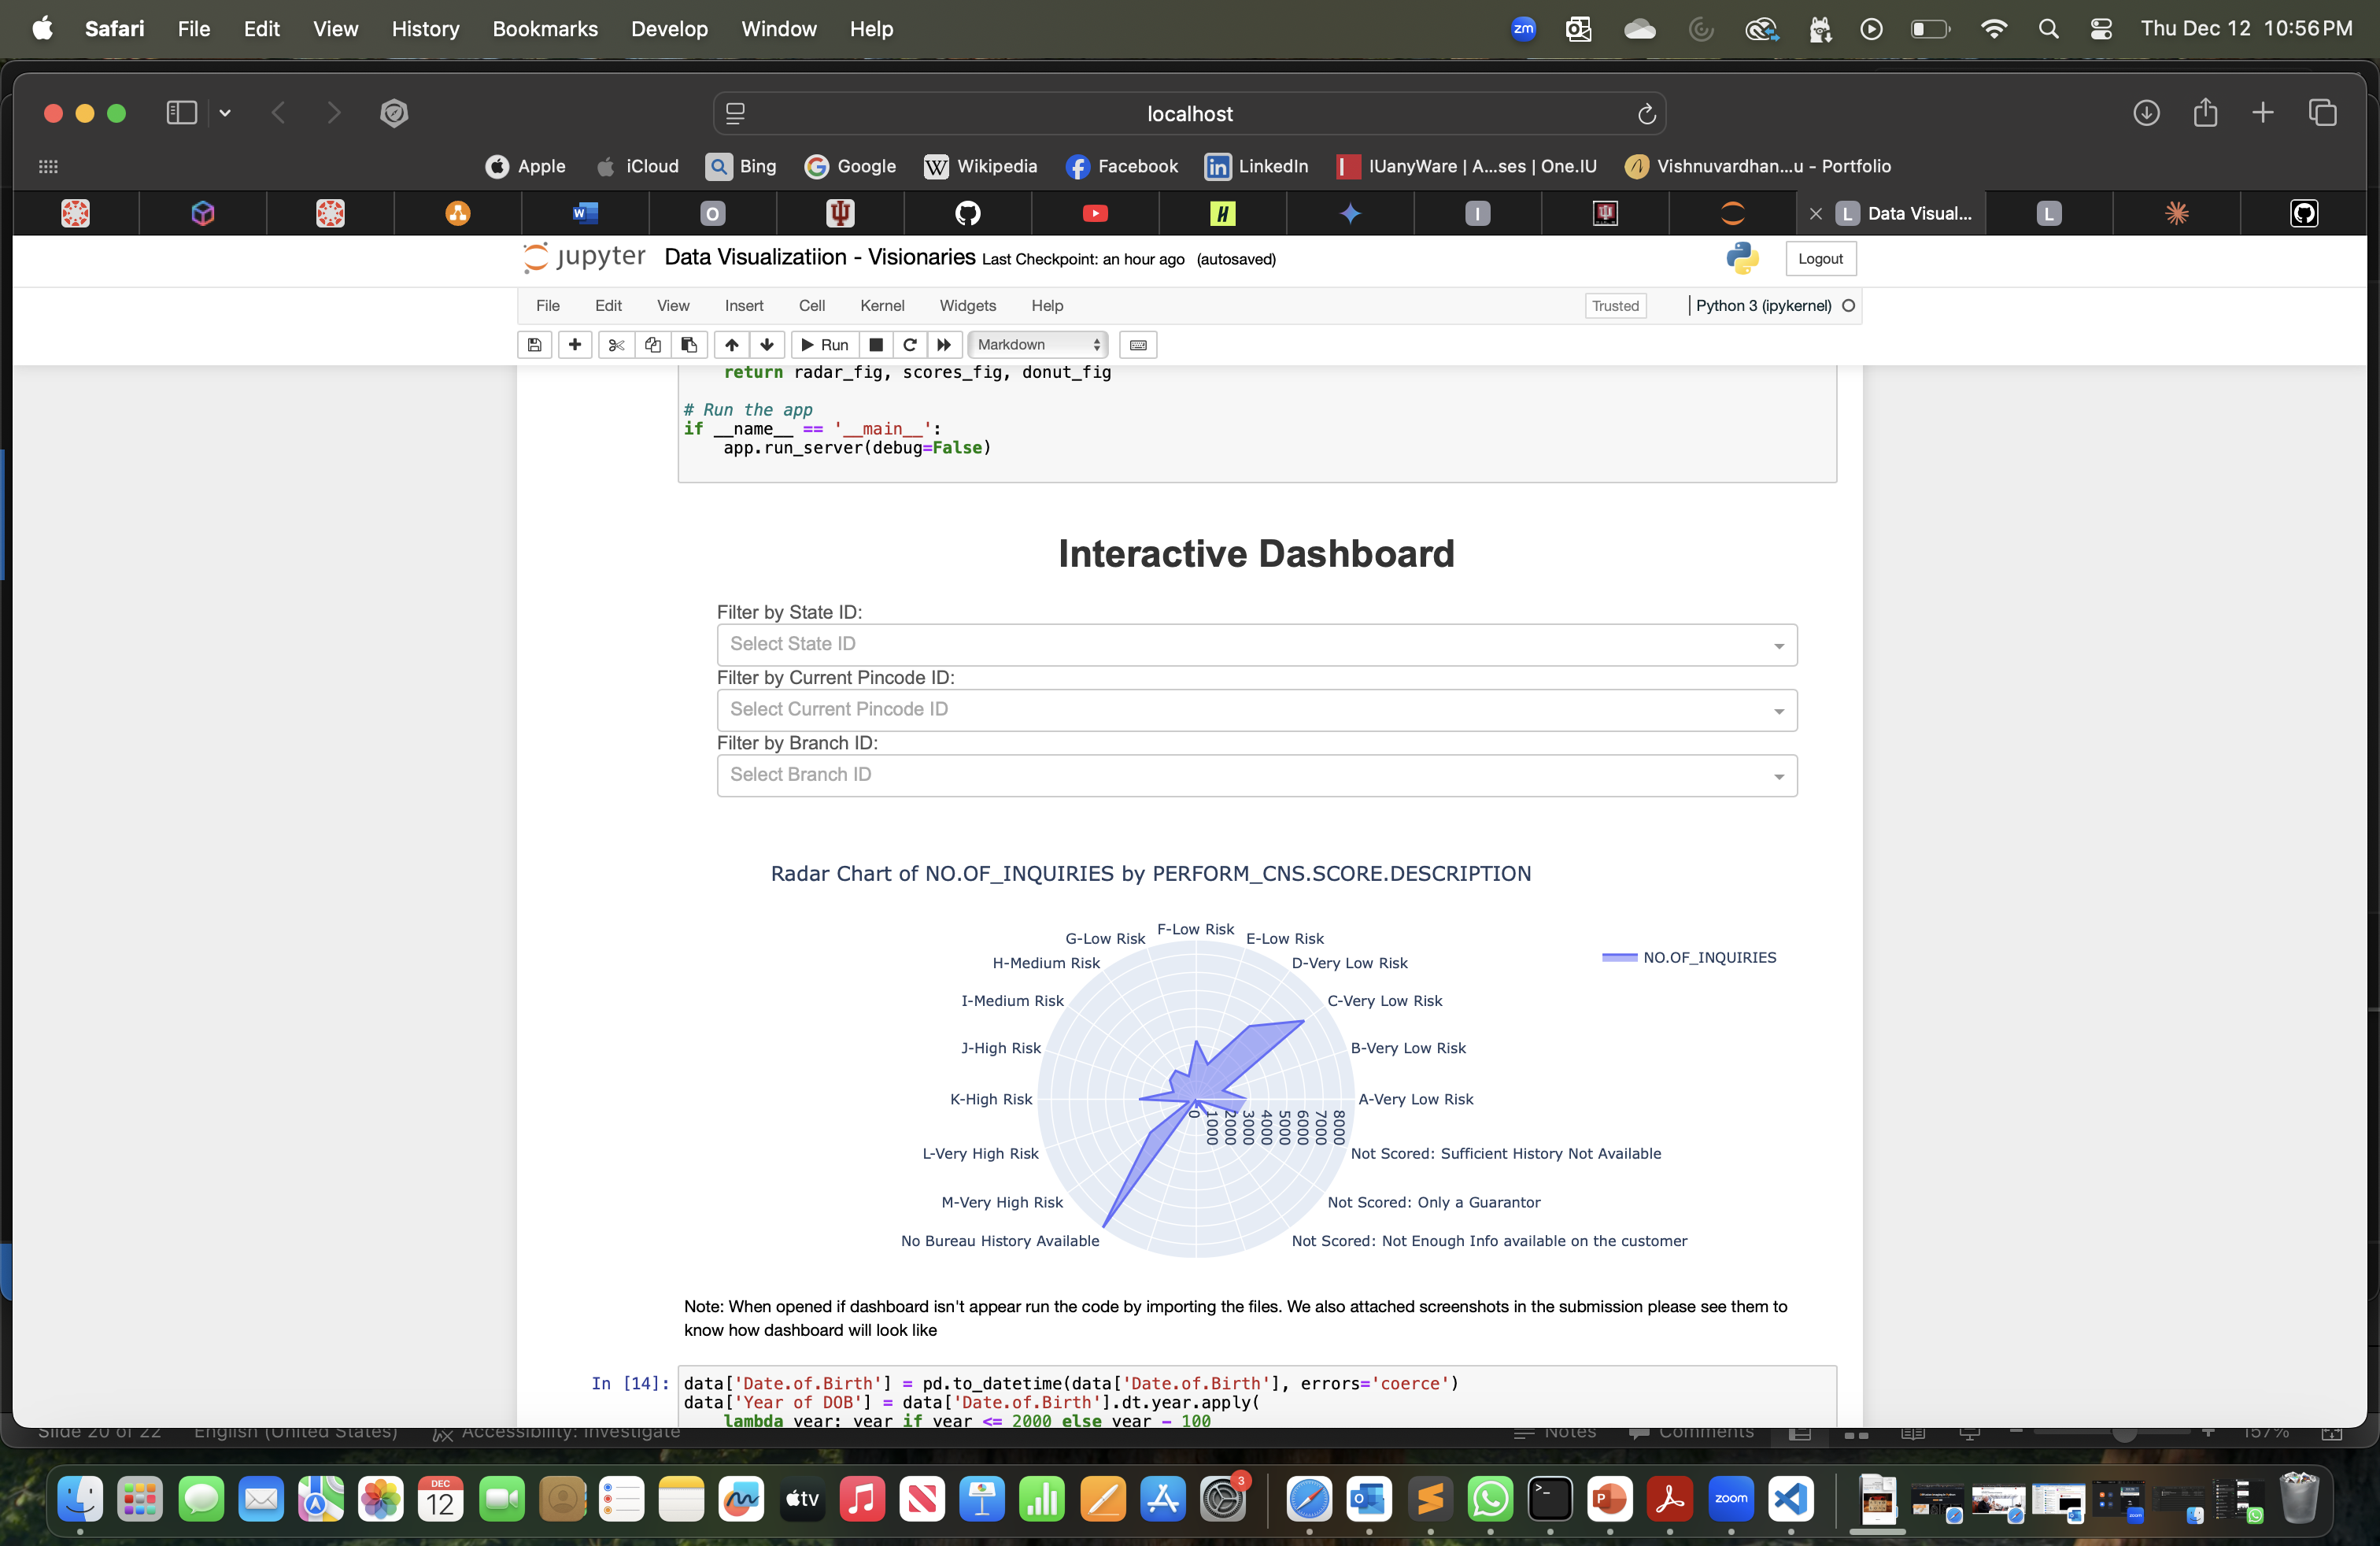 Safari File Edit View History Bookmarks Develop Window Help
zm
Thu Dec 12 10:56 PM
localhost
Apple iCloud Bing Google Wikipedia Facebook LinkedIn IUanyWare | A...ses | One.IU Vishnuvardhan...u - Portfolio
W O H I L Data Visual... L
jupyter Data Visualizatiion - Visionaries Last Checkpoint: an hour ago (autosaved)
Logout
File Edit View Insert Cell Kernel Widgets Help
Trusted Python 3 (ipykernel)
Run Markdown
return radar_fig, scores_fig, donut_fig
# Run the app
if __name__ == '__main__':
app.run_server(debug=False)
Interactive Dashboard
Filter by State ID:
Select State ID
Filter by Current Pincode ID:
Select Current Pincode ID
Filter by Branch ID:
Select Branch ID
Radar Chart of NO.OF_INQUIRIES by PERFORM_CNS.SCORE.DESCRIPTION
F-Low Risk
G-Low Risk
E-Low Risk
H-Medium Risk
D-Very Low Risk
NO.OF_INQUIRIES
I-Medium Risk
C-Very Low Risk
J-High Risk
B-Very Low Risk
K-High Risk
A-Very Low Risk
0 1000 2000 3000 4000 5000 6000 7000 8000
L-Very High Risk
Not Scored: Sufficient History Not Available
M-Very High Risk
Not Scored: Only a Guarantor
No Bureau History Available
Not Scored: Not Enough Info available on the customer
Note: When opened if dashboard isn't appear run the code by importing the files. We also attached screenshots in the submission please see them to
know how dashboard will look like
In [14]:
data['Date.of.Birth'] = pd.to_datetime(data['Date.of.Birth'], errors='coerce')
data['Year of DOB'] = data['Date.of.Birth'].dt.year.apply(
lambda year: year if year <= 2000 else year - 100
Slide 20 of 22 English (United States) Accessibility: Investigate Notes Comments 157%
DEC
12
tv
3
zoom